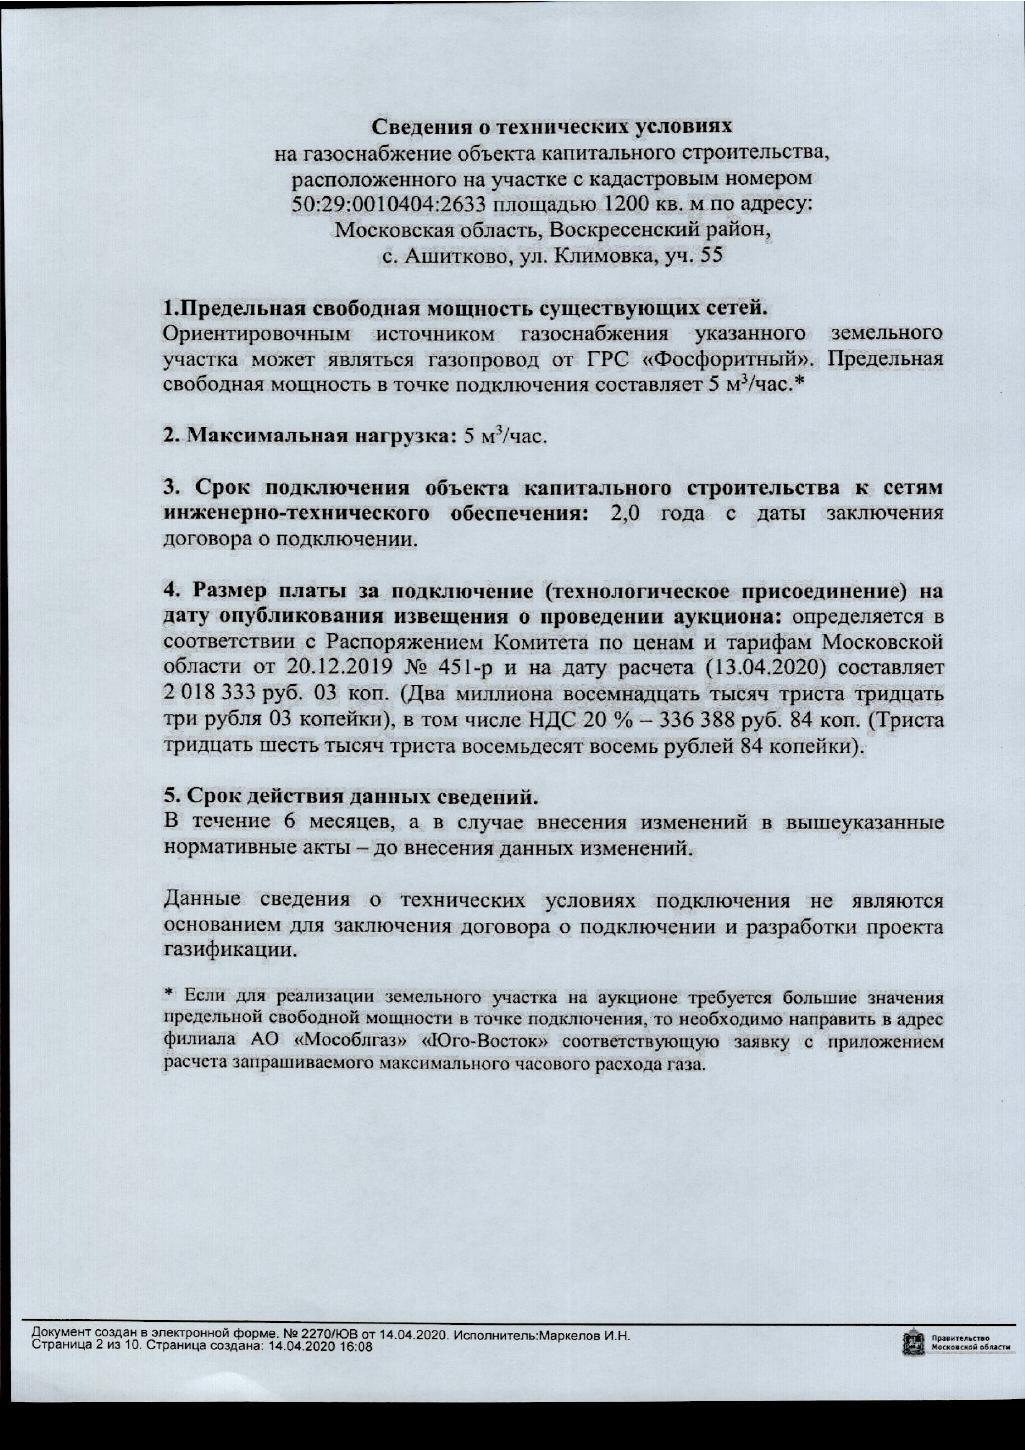 Сведения о технических условиях
на газоснабжение объекта капитального строительства,
расположенного на участке с кадастровым номером
50:29:0010404:2633 площадью 1200 кв. м по адресу:
Московская область, Воскресенский район,
с. Ашитково, ул. Климовка, уч. 55
1.Предельная свободная мощность существующих сетей.
Ориентировочным источником газоснабжения указанного земельного
участка может являться газопровод от ГРС «Фосфоритный». Предельная
свободная мощность в точке подключения составляет 5 м³/час.*
2. Максимальная нагрузка: 5 м³/час.
3. Срок подключения объекта капитального строительства к сетям
инженерно-технического обеспечения: 2,0 года с даты заключения
договора о подключении.
4. Размер платы за подключение (технологическое присоединение) на
дату опубликования извещения о проведении аукциона: определяется в
соответствии с Распоряжением Комитета по ценам и тарифам Московской
области от 20.12.2019 № 451-р и на дату расчета (13.04.2020) составляет
2 018 333 руб. 03 коп. (Два миллиона восемнадцать тысяч триста тридцать
три рубля 03 копейки), в том числе НДС 20 % – 336 388 руб. 84 коп. (Триста
тридцать шесть тысяч триста восемьдесят восемь рублей 84 копейки).
5. Срок действия данных сведений.
В течение 6 месяцев, а в случае внесения изменений в вышеуказанные
нормативные акты – до внесения данных изменений.
Данные сведения о технических условиях подключения не являются
основанием для заключения договора о подключении и разработки проекта
газификации.
* Если для реализации земельного участка на аукционе требуется большие значения
предельной свободной мощности в точке подключения, то необходимо направить в адрес
филиала АО «Мособлгаз» «Юго-Восток» соответствующую заявку с приложением
расчета запрашиваемого максимального часового расхода газа.
Документ создан в электронной форме. № 2270/ЮВ от 14.04.2020. Исполнитель:Маркелов И.Н.
Страница 2 из 10. Страница создана: 14.04.2020 16:08
Правительство
Московской области